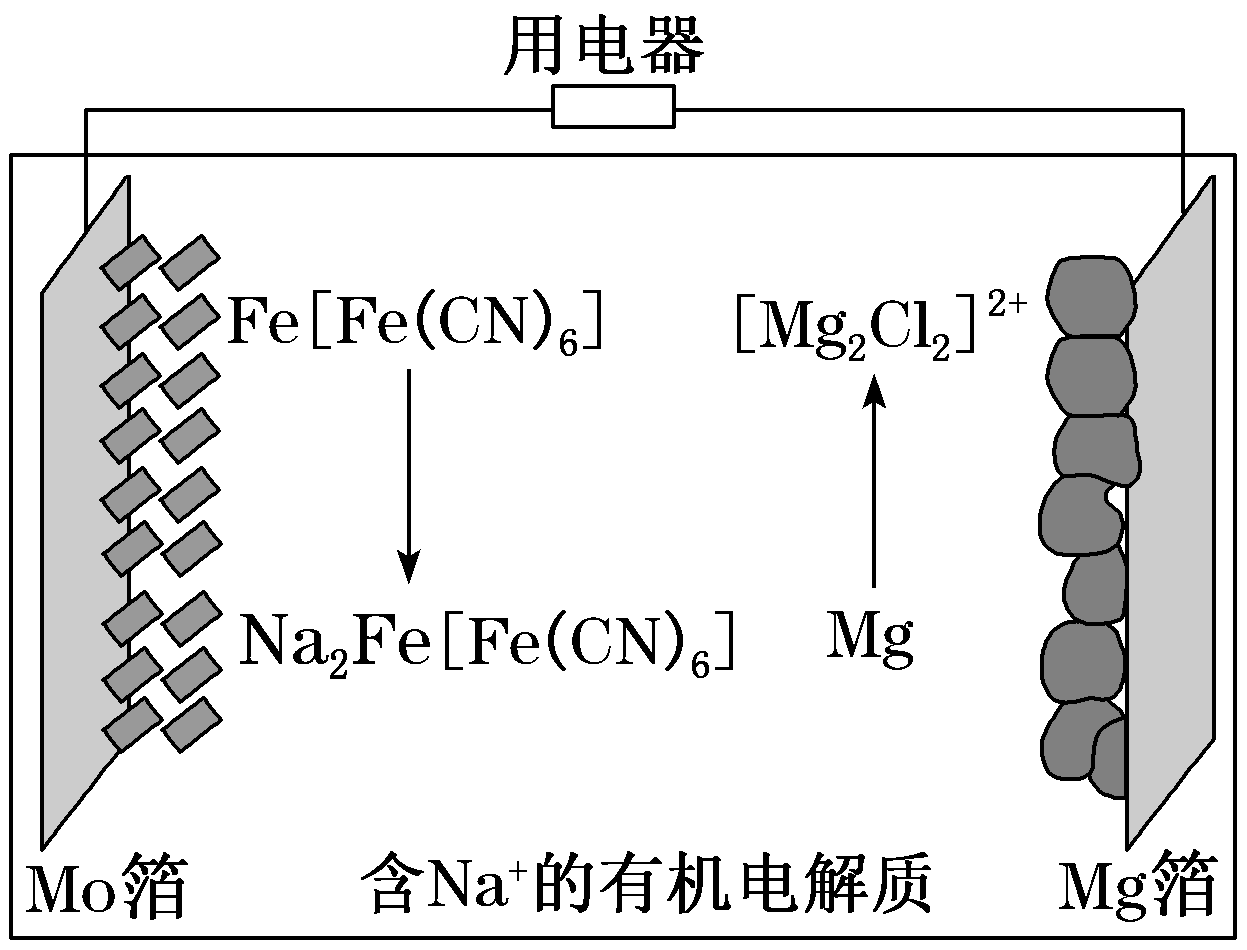 用电器
Fe[Fe(CN)₆]
[Mg₂Cl₂]²⁺
Na₂Fe[Fe(CN)₆]
Mg
Mo箔
含Na⁺的有机电解质
Mg箔